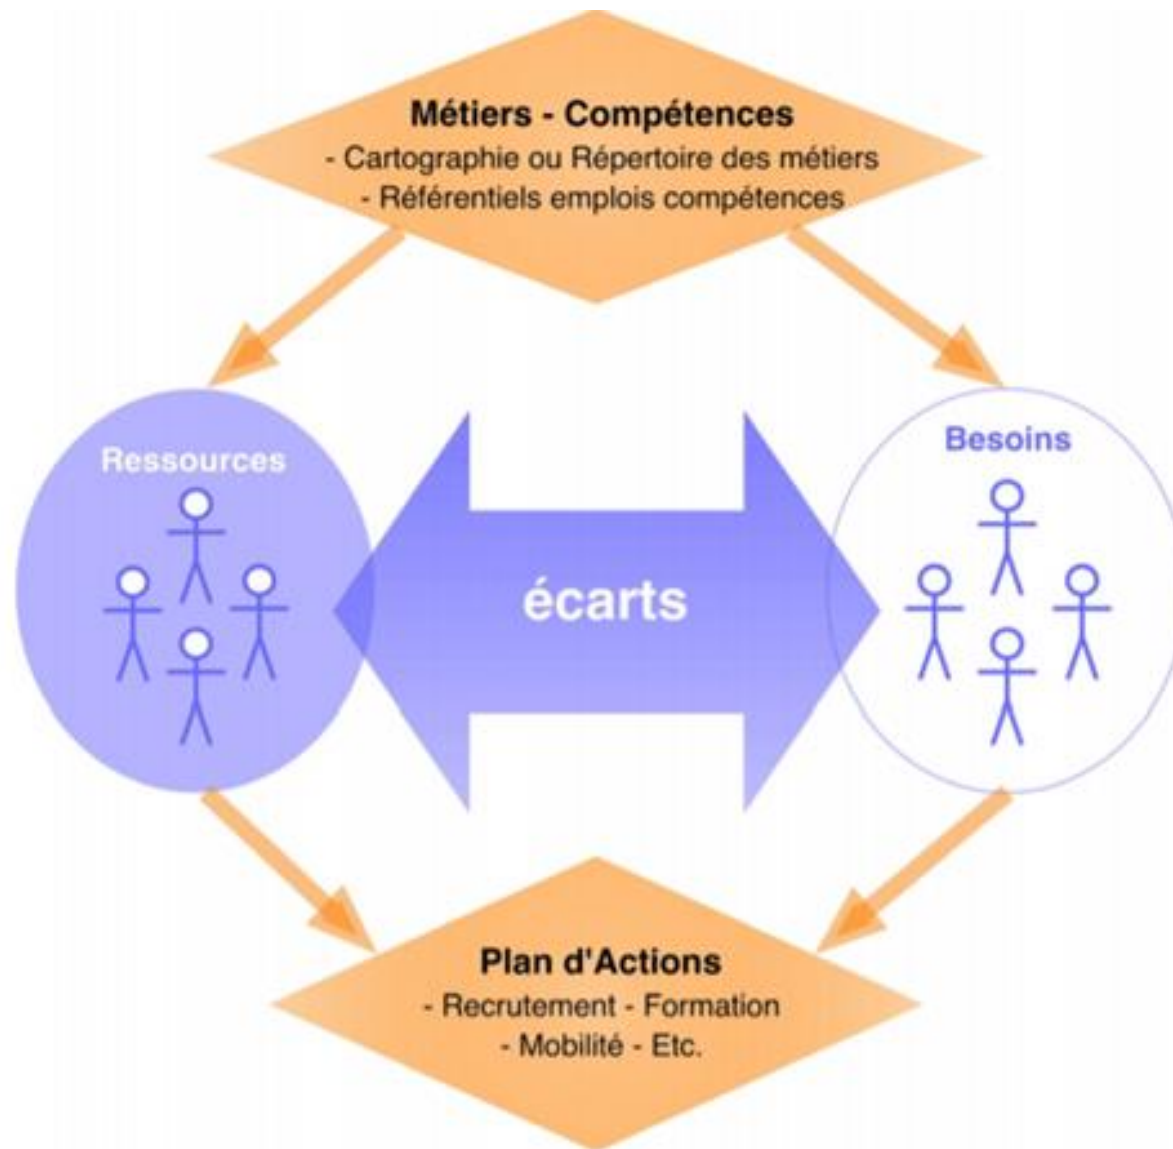 Métiers - Compétences
- Cartographie ou Répertoire des métiers
- Référentiels emplois compétences
Ressources
Besoins
écarts
Plan d'Actions
- Recrutement - Formation
- Mobilité - Etc.